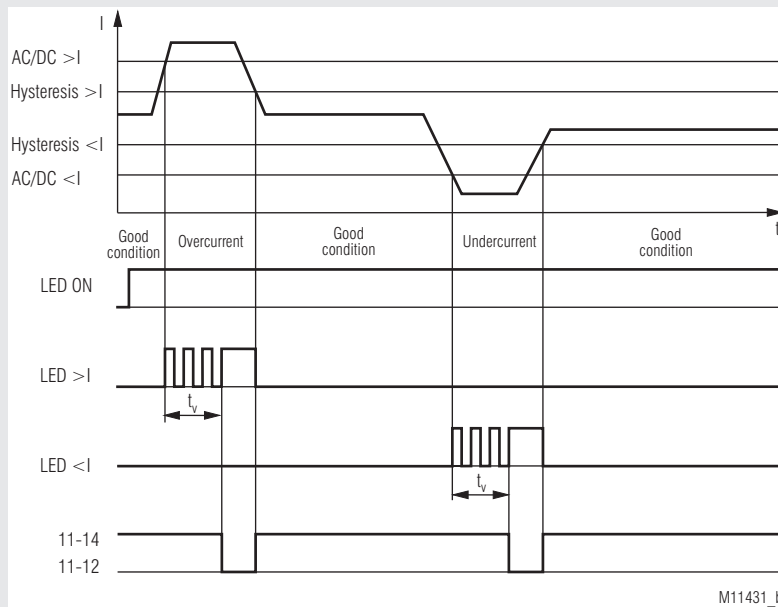 I
AC/DC >I
Hysteresis >I
Hysteresis <I
AC/DC <I
t
Good
condition
Overcurrent
Good
condition
Undercurrent
Good
condition
LED ON
LED >I
tv
LED <I
tv
11-14
11-12
M11431_b